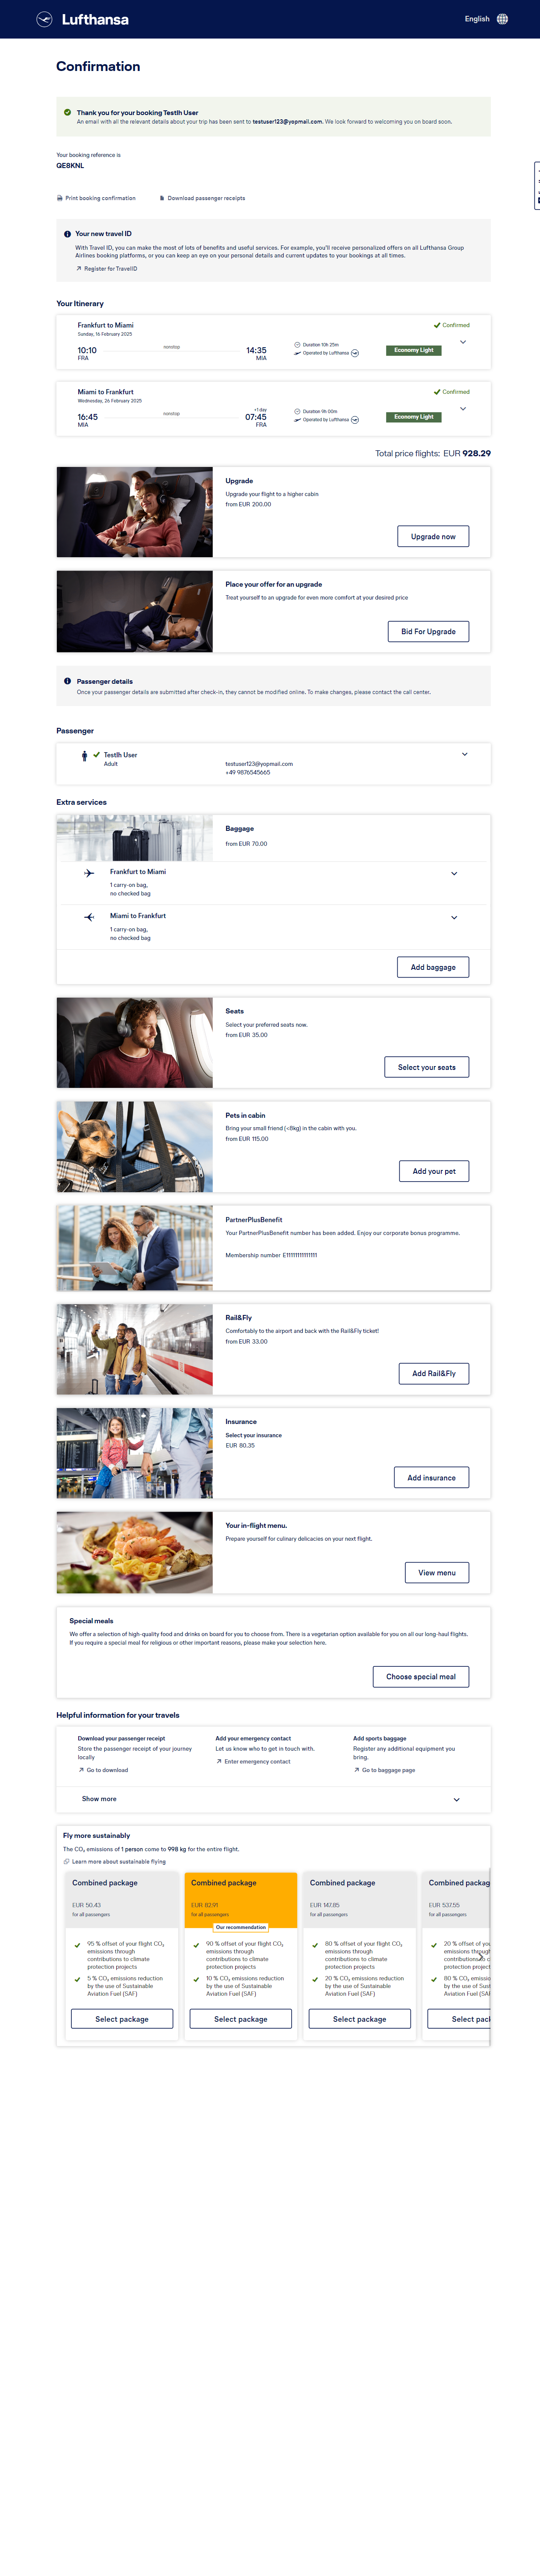 Lufthansa
English
Confirmation
Thank you for your booking Testlh User
An email with all the relevant details about your trip has been sent to testuser123@yopmail.com. We look forward to welcoming you on board soon.
Your booking reference is
QE8KNL
Print booking confirmation
Download passenger receipts
Your new travel ID
With Travel ID, you can make the most of lots of benefits and useful services. For example, you'll receive personalized offers on all Lufthansa Group
Airlines booking platforms, or you can keep an eye on your personal details and current updates to your bookings at all times.
Register for TravelID
Your Itinerary
Frankfurt to Miami
Confirmed
Sunday, 16 February 2025
10:10
nonstop
14:35
FRA
MIA
Duration 10h 25m
Operated by Lufthansa
Economy Light
Miami to Frankfurt
Confirmed
Wednesday, 26 February 2025
16:45
nonstop
+1 day
07:45
MIA
FRA
Duration 9h 00m
Operated by Lufthansa
Economy Light
Total price flights: EUR 928.29
Upgrade
Upgrade your flight to a higher cabin
from EUR 200.00
Upgrade now
Place your offer for an upgrade
Treat yourself to an upgrade for even more comfort at your desired price
Bid For Upgrade
Passenger details
Once your passenger details are submitted after check-in, they cannot be modified online. To make changes, please contact the call center.
Passenger
Testlh User
Adult
testuser123@yopmail.com
+49 9876545665
Extra services
Baggage
from EUR 70.00
Frankfurt to Miami
1 carry-on bag,
no checked bag
Miami to Frankfurt
1 carry-on bag,
no checked bag
Add baggage
Seats
Select your preferred seats now.
from EUR 35.00
Select your seats
Pets in cabin
Bring your small friend (<8kg) in the cabin with you.
from EUR 115.00
Add your pet
PartnerPlusBenefit
Your PartnerPlusBenefit number has been added. Enjoy our corporate bonus programme.
Membership number
Rail&Fly
Comfortably to the airport and back with the Rail&Fly ticket!
from EUR 33.00
Add Rail&Fly
Insurance
Select your insurance
EUR 80.35
Add insurance
Your in-flight menu.
Prepare yourself for culinary delicacies on your next flight.
View menu
Special meals
We offer a selection of high-quality food and drinks on board for you to choose from. There is a vegetarian option available for you on all our long-haul flights.
If you require a special meal for religious or other important reasons, please make your selection here.
Choose special meal
Helpful information for your travels
Download your passenger receipt
Store the passenger receipt of your journey
locally
Go to download
Add your emergency contact
Let us know who to get in touch with.
Enter emergency contact
Add sports baggage
Register any additional equipment you
bring.
Go to baggage page
Show more
Fly more sustainably
The CO₂ emissions of 1 person come to 998 kg for the entire flight.
Learn more about sustainable flying
Combined package
EUR 50.43
for all passengers
95 % offset of your flight CO₂
emissions through
contributions to climate
protection projects
5 % CO₂ emissions reduction
by the use of Sustainable
Aviation Fuel (SAF)
Select package
Combined package
EUR 82.91
for all passengers
Our recommendation
90 % offset of your flight CO₂
emissions through
contributions to climate
protection projects
10 % CO₂ emissions reduction
by the use of Sustainable
Aviation Fuel (SAF)
Select package
Combined package
EUR 147.85
for all passengers
80 % offset of your flight CO₂
emissions through
contributions to climate
protection projects
20 % CO₂ emissions reduction
by the use of Sustainable
Aviation Fuel (SAF)
Select package
Combined packag
EUR 537.55
for all passengers
20 % offset of you
emissions through
contributions
protection project
80 % CO₂ emiss
by the use of Sust
Aviation Fuel (SAF
Select pack